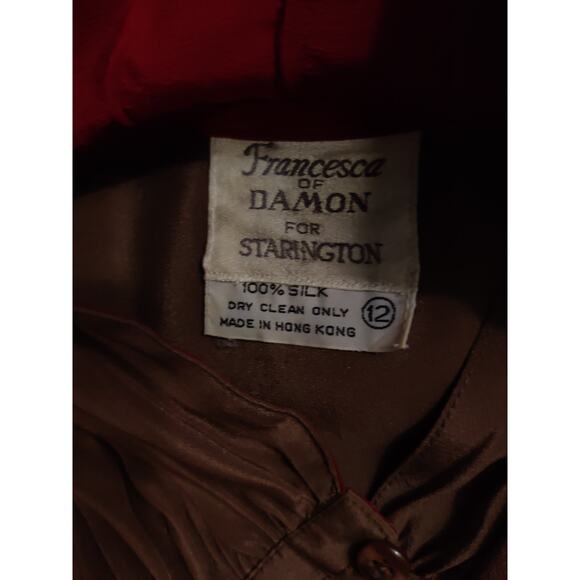 Francesca
OF
DAMON
FOR
STARINGTON
100% SILK
DRY CLEAN ONLY
MADE IN HONG KONG
12